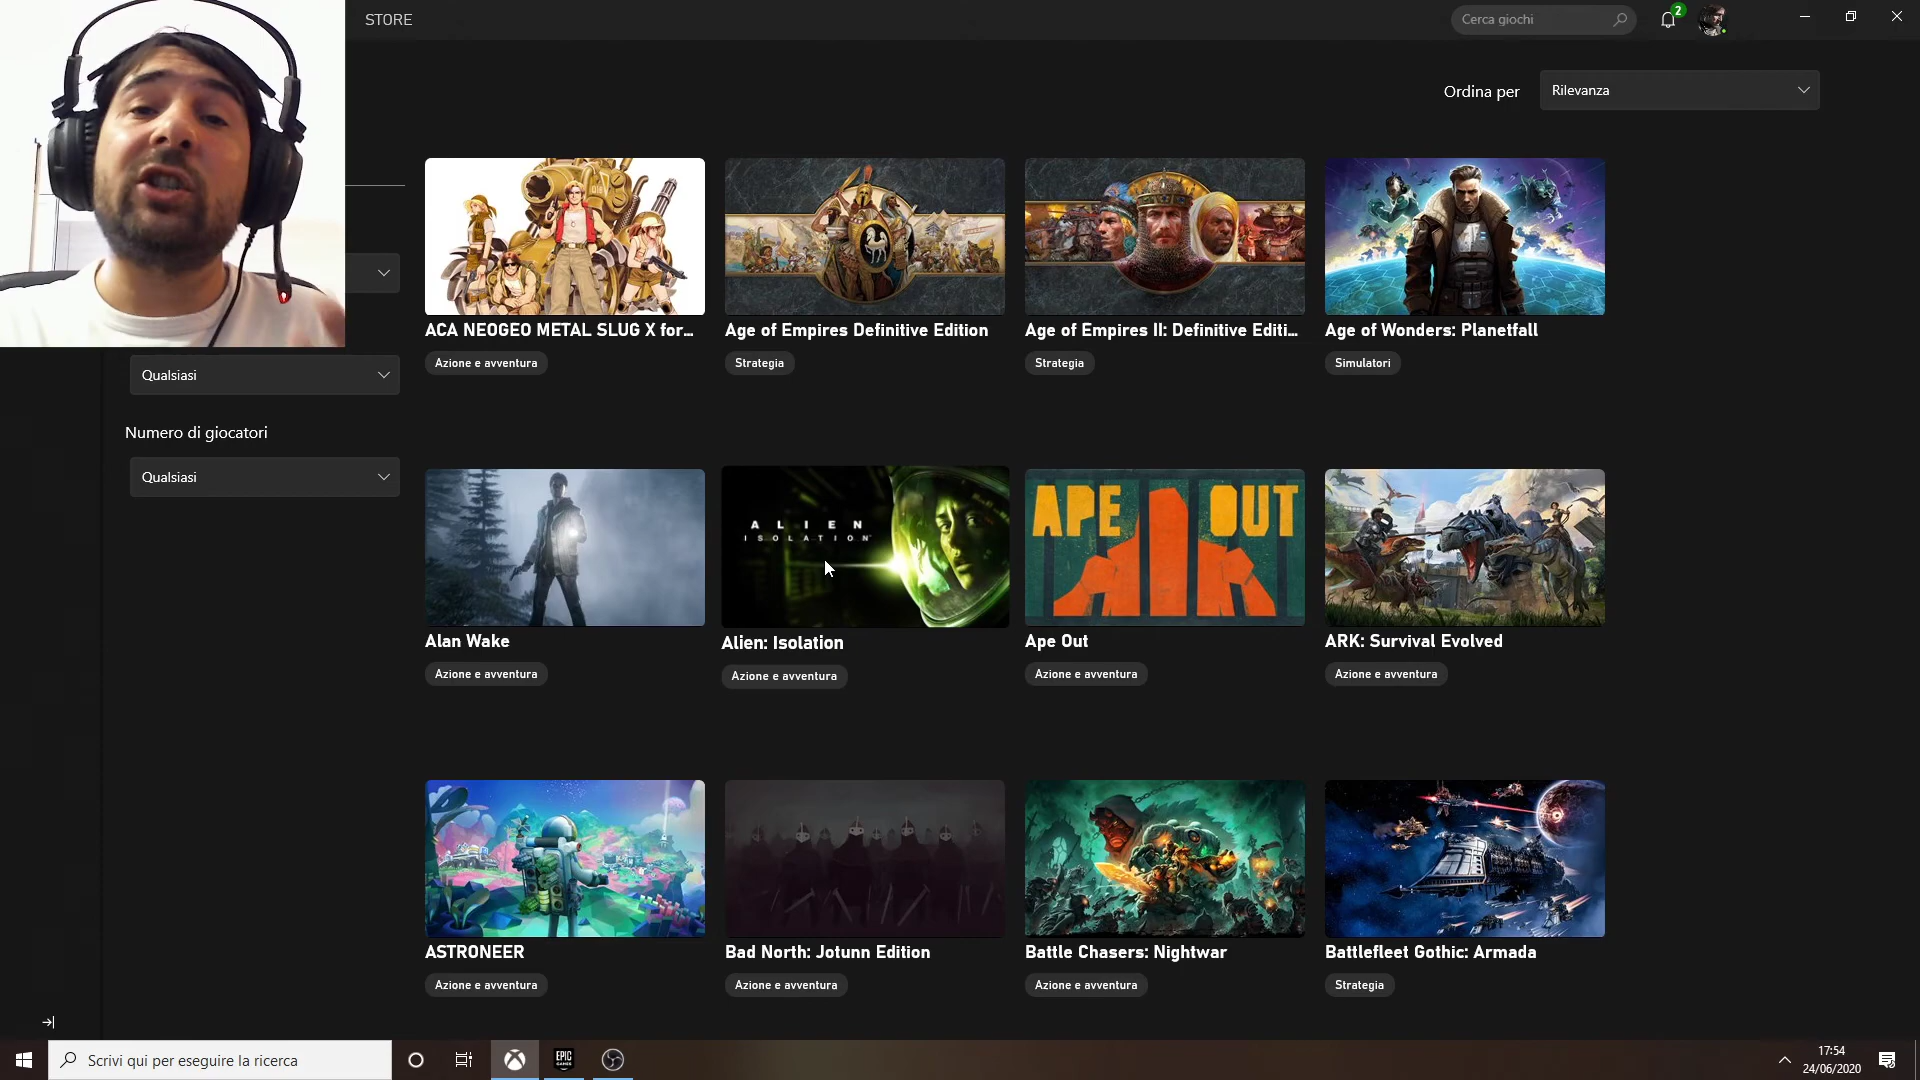 STORE
Cerca giochi
2
Ordina per
Rilevanza
ACA NEOGEO METAL SLUG X for...
Age of Empires Definitive Edition
Age of Empires II: Definitive Editi...
Age of Wonders: Planetfall
Azione e avventura
Strategia
Strategia
Simulatori
Qualsiasi
Numero di giocatori
Qualsiasi
ALIEN
ISOLATION
APE OUT
Alan Wake
Alien: Isolation
Ape Out
ARK: Survival Evolved
Azione e avventura
Azione e avventura
Azione e avventura
Azione e avventura
ASTRONEER
Bad North: Jotunn Edition
Battle Chasers: Nightwar
Battlefleet Gothic: Armada
Azione e avventura
Azione e avventura
Azione e avventura
Strategia
Scrivi qui per eseguire la ricerca
EPIC
GAMES
17:54
24/06/2020